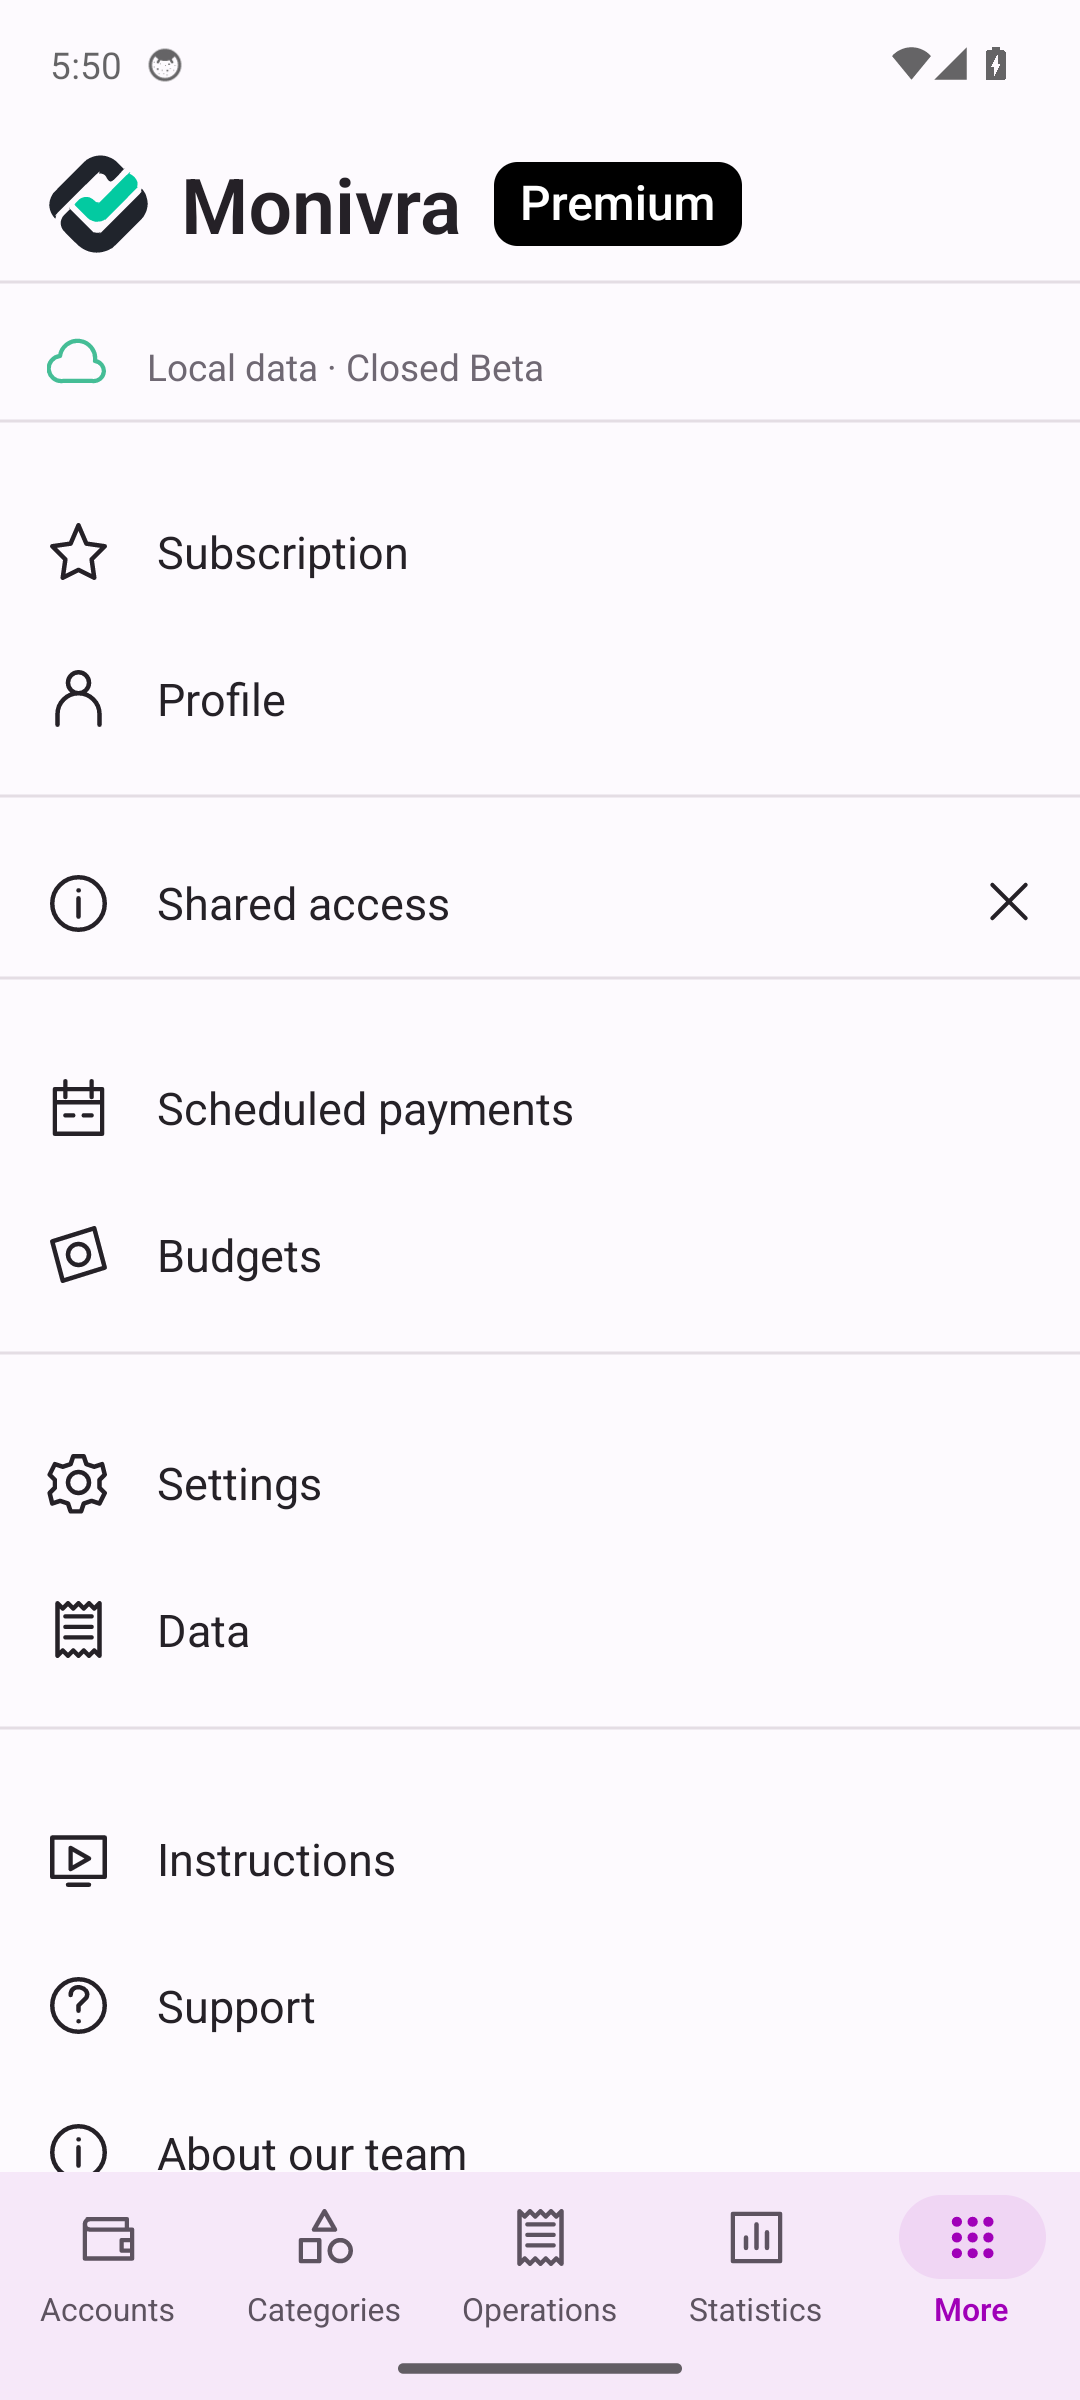 5:50
Monivra Premium
Local data · Closed Beta
Subscription
Profile
Shared access
Scheduled payments
Budgets
Settings
Data
Instructions
Support
About our team
Accounts Categories Operations Statistics More